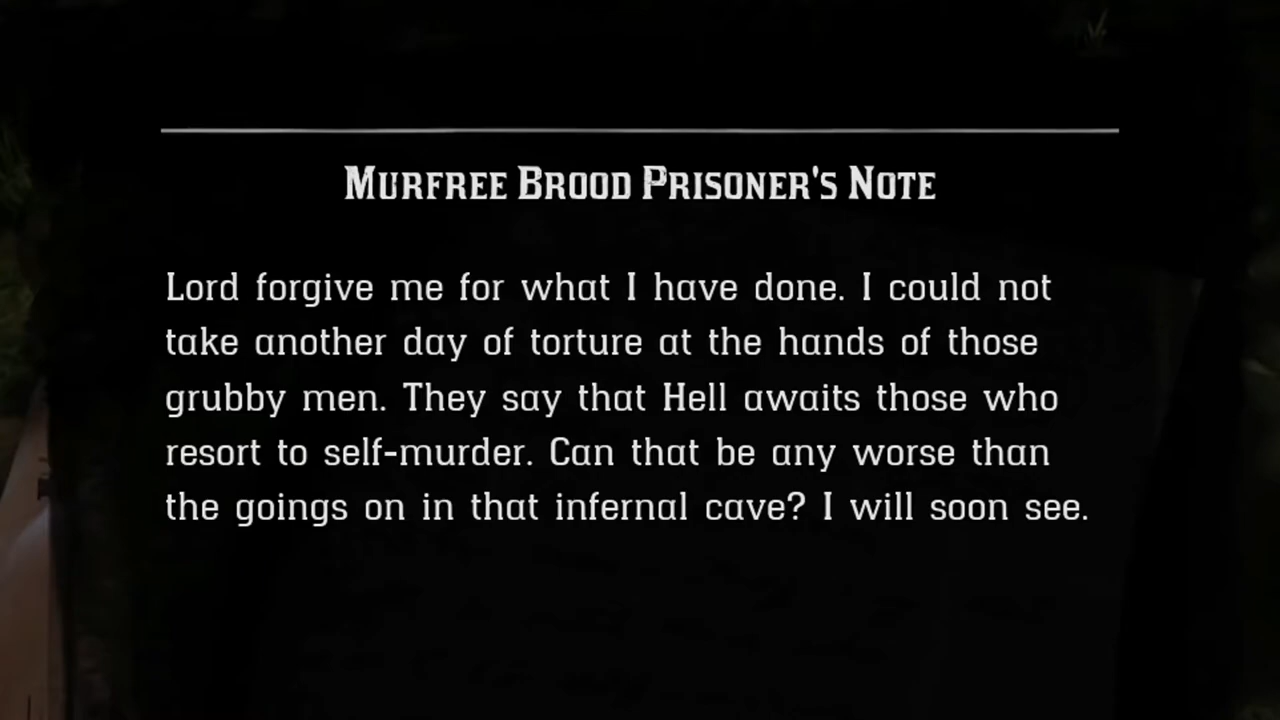 Murfree Brood Prisoner's Note
Lord forgive me for what I have done. I could not
take another day of torture at the hands of those
grubby men. They say that Hell awaits those who
resort to self-murder. Can that be any worse than
the goings on in that infernal cave? I will soon see.